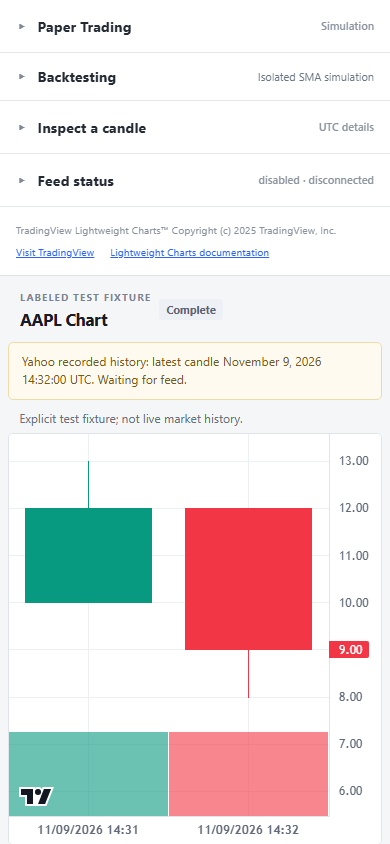 Paper Trading Simulation
Backtesting Isolated SMA simulation
Inspect a candle UTC details
Feed status disabled · disconnected
TradingView Lightweight Charts™ Copyright (c) 2025 TradingView, Inc.
Visit TradingView Lightweight Charts documentation
LABELED TEST FIXTURE
AAPL Chart
Complete
Yahoo recorded history: latest candle November 9, 2026
14:32:00 UTC. Waiting for feed.
Explicit test fixture; not live market history.
13.00
12.00
11.00
10.00
9.00
8.00
7.00
6.00
11/09/2026 14:31 11/09/2026 14:32